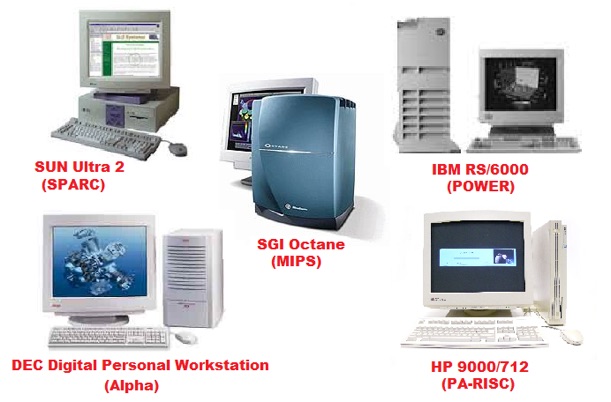 SUN Ultra 2
(SPARC)
IBM RS/6000
(POWER)
SGI Octane
(MIPS)
DEC Digital Personal Workstation
(Alpha)
HP 9000/712
(PA-RISC)